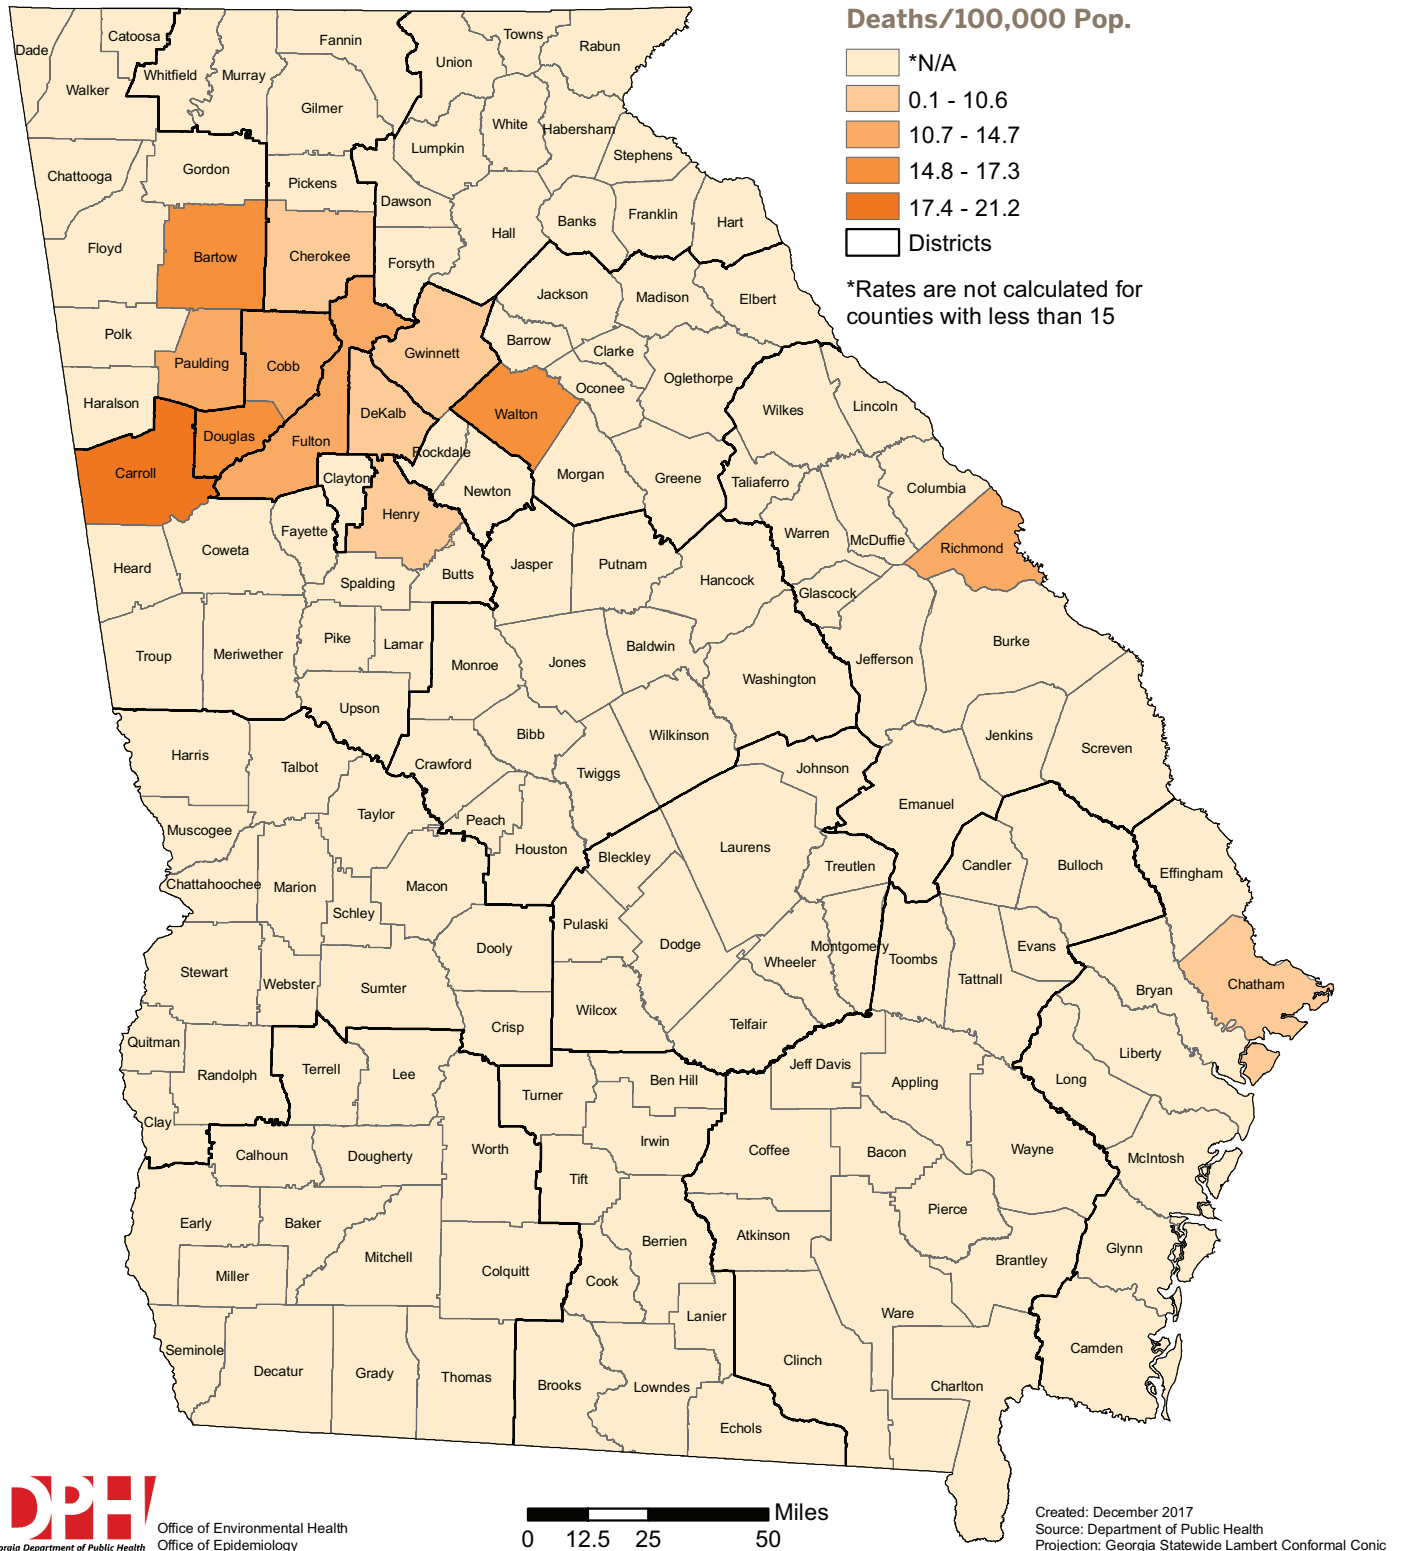 Deaths/100,000 Pop.
*N/A
0.1 - 10.6
10.7 - 14.7
14.8 - 17.3
17.4 - 21.2
Districts
*Rates are not calculated for
counties with less than 15
Dade
Catoosa
Whitfield
Murray
Fannin
Union
Towns
Rabun
Walker
Gilmer
White
Habersham
Lumpkin
Stephens
Chattooga
Gordon
Pickens
Dawson
Hall
Banks
Franklin
Hart
Floyd
Bartow
Cherokee
Forsyth
Jackson
Madison
Elbert
Polk
Paulding
Cobb
Gwinnett
Barrow
Clarke
Oconee
Oglethorpe
Haralson
Douglas
Fulton
DeKalb
Walton
Wilkes
Lincoln
Carroll
Clayton
Rockdale
Newton
Morgan
Greene
Taliaferro
Columbia
Henry
Fayette
Coweta
Warren
McDuffie
Richmond
Heard
Spalding
Butts
Jasper
Putnam
Hancock
Glascock
Troup
Meriwether
Pike
Lamar
Monroe
Jones
Baldwin
Washington
Jefferson
Burke
Upson
Bibb
Wilkinson
Jenkins
Screven
Harris
Talbot
Crawford
Twiggs
Johnson
Emanuel
Muscogee
Taylor
Peach
Houston
Bleckley
Laurens
Treutlen
Candler
Bulloch
Effingham
Chattahoochee
Marion
Macon
Schley
Pulaski
Dodge
Wheeler
Montgomery
Toombs
Tattnall
Evans
Stewart
Webster
Sumter
Dooly
Crisp
Wilcox
Telfair
Bryan
Chatham
Quitman
Randolph
Terrell
Lee
Turner
Ben Hill
Jeff Davis
Appling
Long
Liberty
Clay
Calhoun
Dougherty
Worth
Tift
Irwin
Coffee
Bacon
Wayne
McIntosh
Early
Baker
Mitchell
Miller
Colquitt
Cook
Berrien
Atkinson
Pierce
Brantley
Glynn
Seminole
Decatur
Grady
Thomas
Brooks
Lowndes
Lanier
Echols
Clinch
Ware
Charlton
Camden
DPH
Georgia Department of Public Health
Office of Environmental Health
Office of Epidemiology
Miles
0 12.5 25 50
Created: December 2017
Source: Department of Public Health
Projection: Georgia Statewide Lambert Conformal Conic